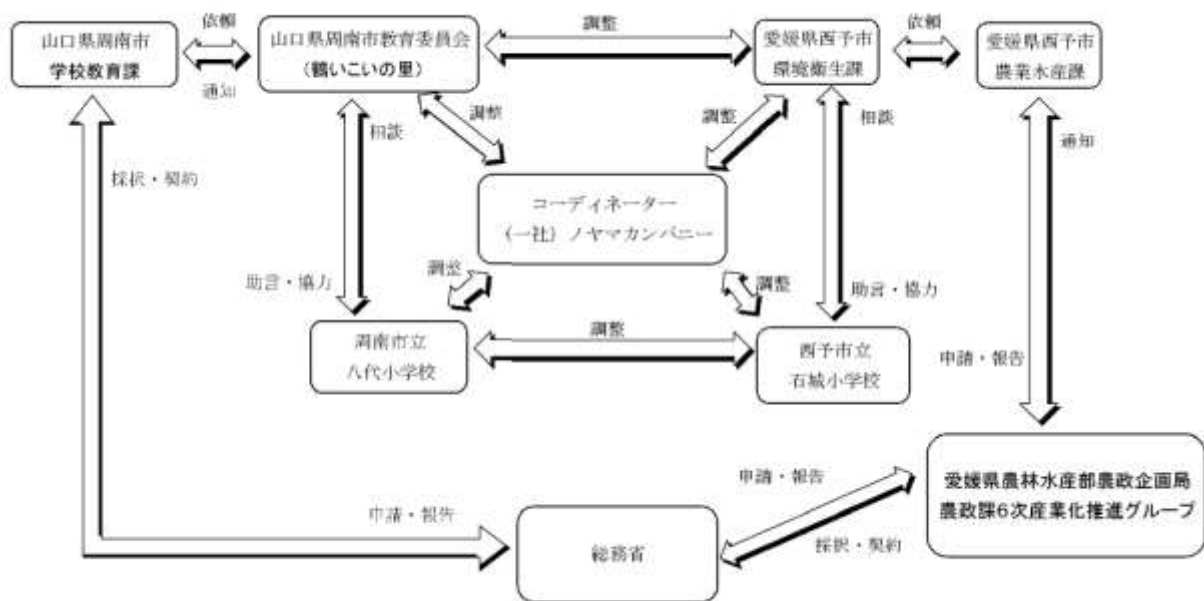 依頼
調整
依頼
山口県周南市
学校教育課
山口県周南市教育委員会
(鶴いこいの里)
愛媛県西予市
環境衛生課
愛媛県西予市
農業水産課
通知
調整
調整
相談
相談
通知
採択・契約
コーディネーター
(一社)ノヤマカンパニー
調整
調整
助言・協力
助言・協力
周南市立
八代小学校
調整
西予市立
石城小学校
申請・報告
愛媛県農林水産部農政企画局
農政課6次産業化推進グループ
申請・報告
申請・報告
総務省
採択・契約